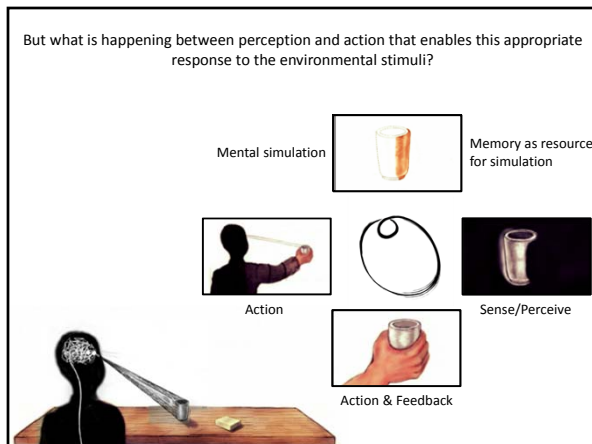 But what is happening between perception and action that enables this appropriate
response to the environmental stimuli?
Mental simulation
Memory as resource
for simulation
Action
Sense/Perceive
Action & Feedback